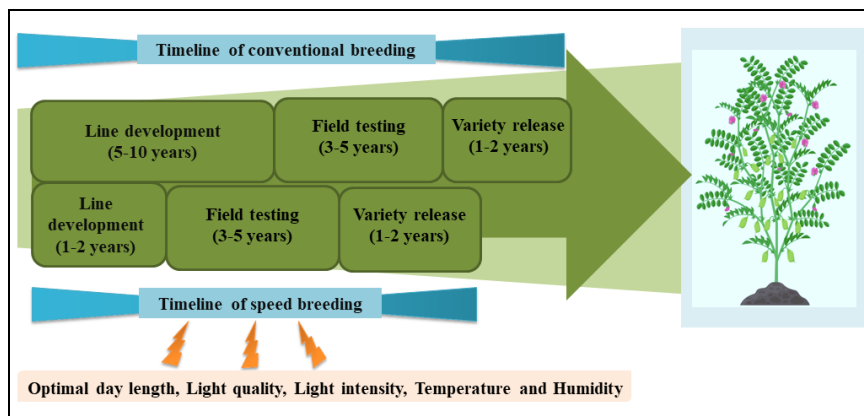 Timeline of conventional breeding
Line development
(5-10 years)
Field testing
(3-5 years)
Variety release
(1-2 years)
Line
development
(1-2 years)
Field testing
(3-5 years)
Variety release
(1-2 years)
Timeline of speed breeding
Optimal day length, Light quality, Light intensity, Temperature and Humidity